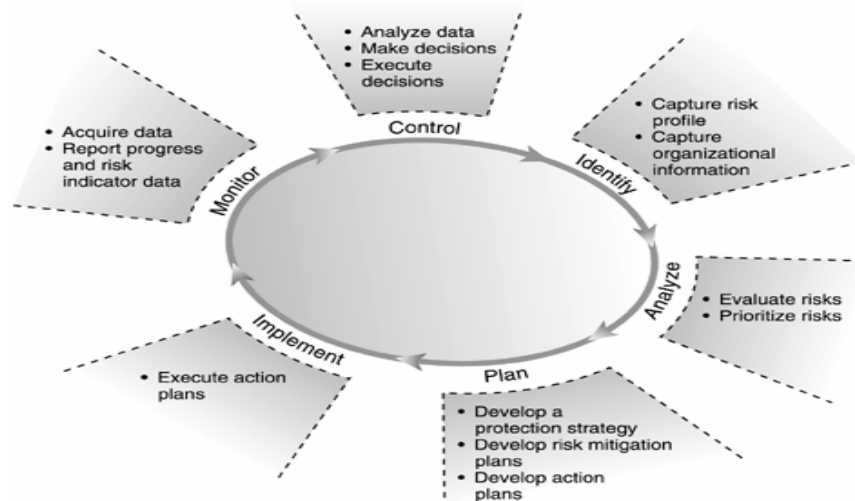 • Analyze data
• Make decisions
• Execute
decisions
Control
• Capture risk
profile
• Capture
organizational
information
Identify
• Evaluate risks
• Prioritize risks
Analyze
Plan
• Develop a
protection strategy
• Develop risk mitigation
plans
• Develop action
plans
Implement
• Execute action
plans
Monitor
• Acquire data
• Report progress
and risk
indicator data